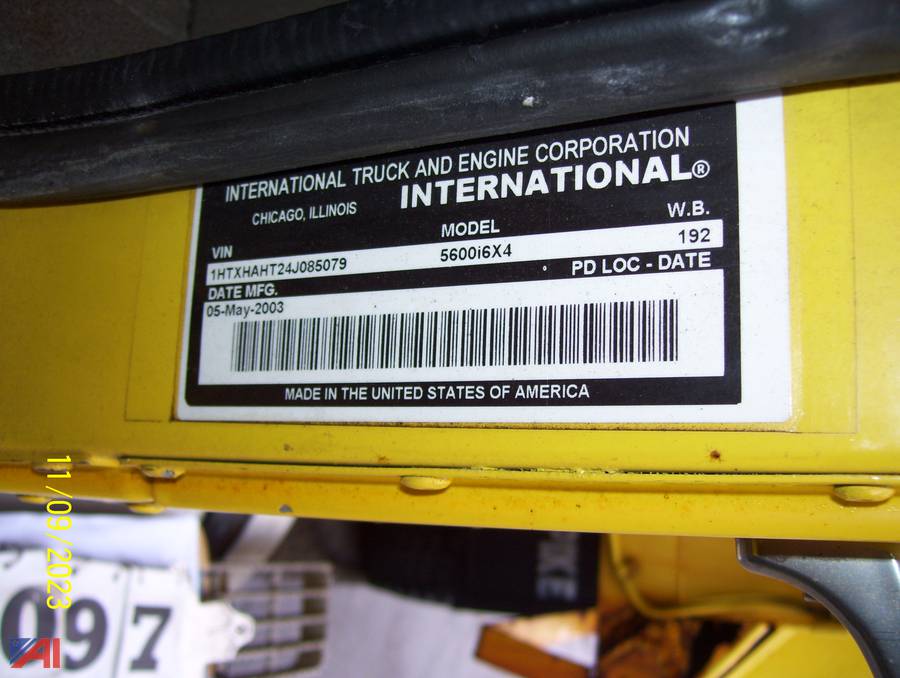 INTERNATIONAL TRUCK AND ENGINE CORPORATION
CHICAGO, ILLINOIS INTERNATIONAL®
VIN MODEL W.B.
1HTXHAHT24J085079 5600i6X4 192
DATE MFG. PD LOC - DATE
05-May-2003
MADE IN THE UNITED STATES OF AMERICA
11/09/2023
097
AI